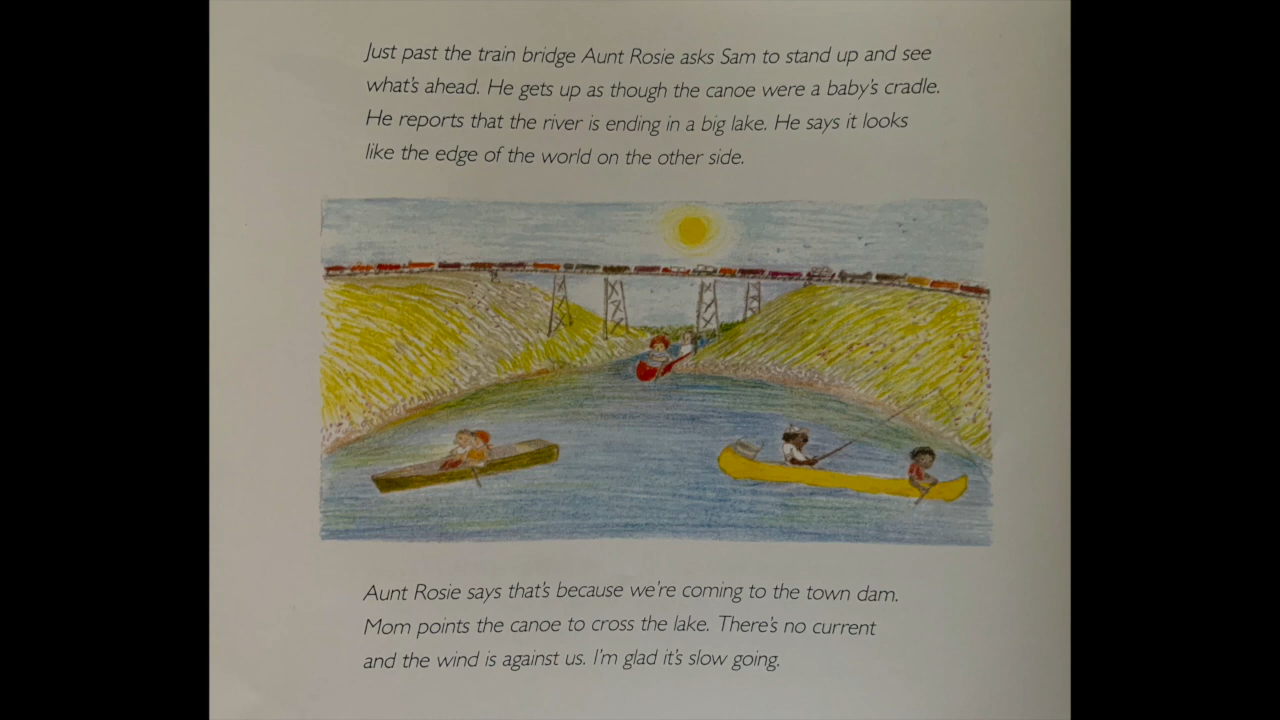 Just past the train bridge Aunt Rosie asks Sam to stand up and see
what's ahead. He gets up as though the canoe were a baby's cradle.
He reports that the river is ending in a big lake. He says it looks
like the edge of the world on the other side.
Aunt Rosie says that's because we're coming to the town dam.
Mom points the canoe to cross the lake. There's no current
and the wind is against us. I'm glad it's slow going.